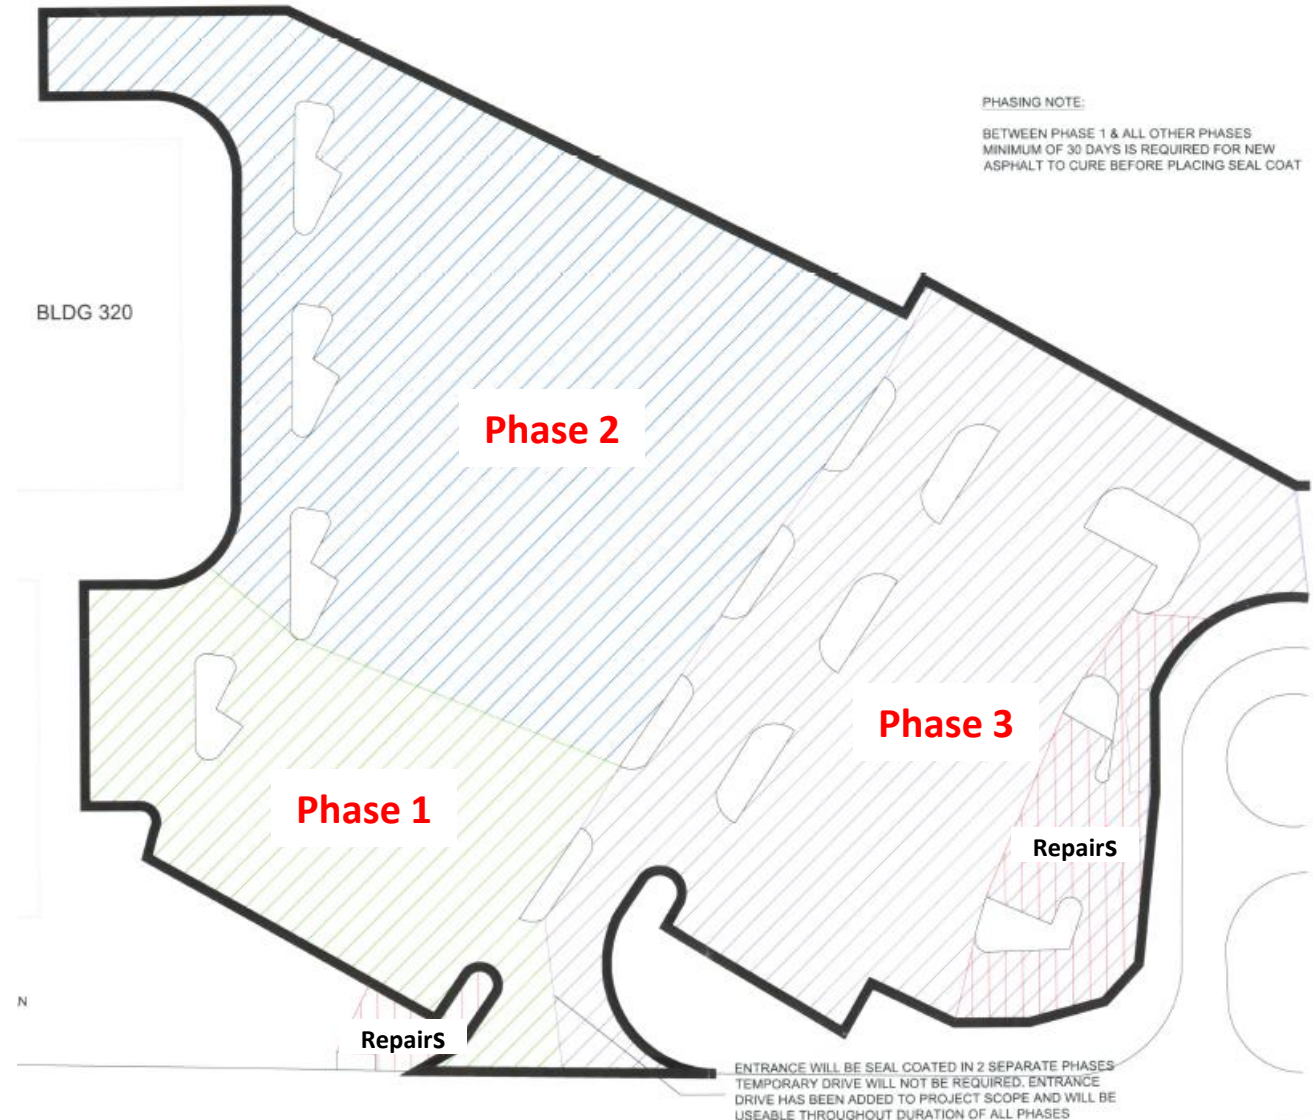 PHASING NOTE:
BETWEEN PHASE 1 & ALL OTHER PHASES
MINIMUM OF 30 DAYS IS REQUIRED FOR NEW
ASPHALT TO CURE BEFORE PLACING SEAL COAT
BLDG 320
Phase 2
Phase 3
Phase 1
Repairs
N
Repairs
ENTRANCE WILL BE SEAL COATED IN 2 SEPARATE PHASES
TEMPORARY DRIVE WILL NOT BE REQUIRED. ENTRANCE
DRIVE HAS BEEN ADDED TO PROJECT SCOPE AND WILL BE
USEABLE THROUGHOUT DURATION OF ALL PHASES